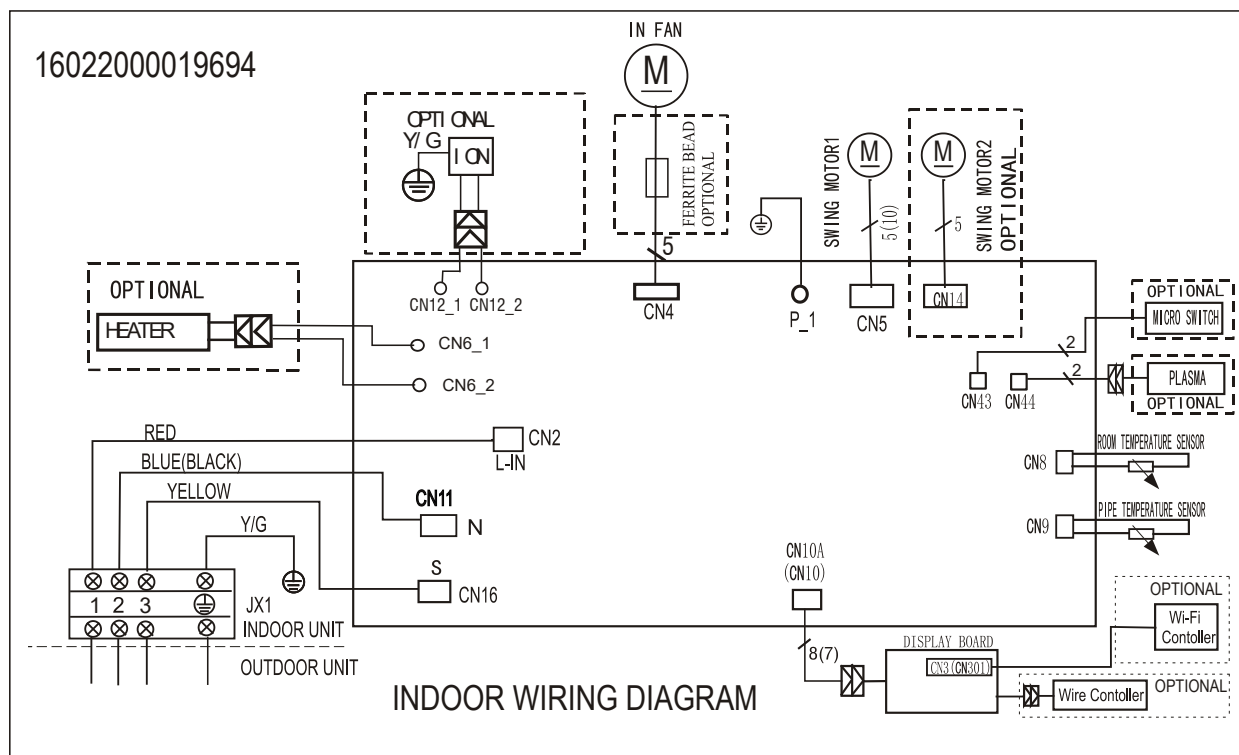 16022000019694
IN FAN
M
OPTIONAL
Y/G
ION
FERRITE BEAD
OPTIONAL
5
SWING MOTOR1
M
5(10)
M
5
SWING MOTOR2
OPTIONAL
CN12_1
CN12_2
CN4
P_1
CN5
CN14
OPTIONAL
HEATER
CN6_1
CN6_2
OPTIONAL
MICRO SWITCH
2
2
PLASMA
OPTIONAL
CN43
CN44
RED
CN2
L-IN
BLUE(BLACK)
CN11
N
YELLOW
Y/G
S
CN16
CN8
ROOM TEMPERATURE SENSOR
CN9
PIPE TEMPERATURE SENSOR
1 2 3
JX1
INDOOR UNIT
OUTDOOR UNIT
CN10A
(CN10)
8(7)
DISPLAY BOARD
CN3(CN301)
OPTIONAL
Wi-Fi
Contoller
Wire Contoller
OPTIONAL
INDOOR WIRING DIAGRAM